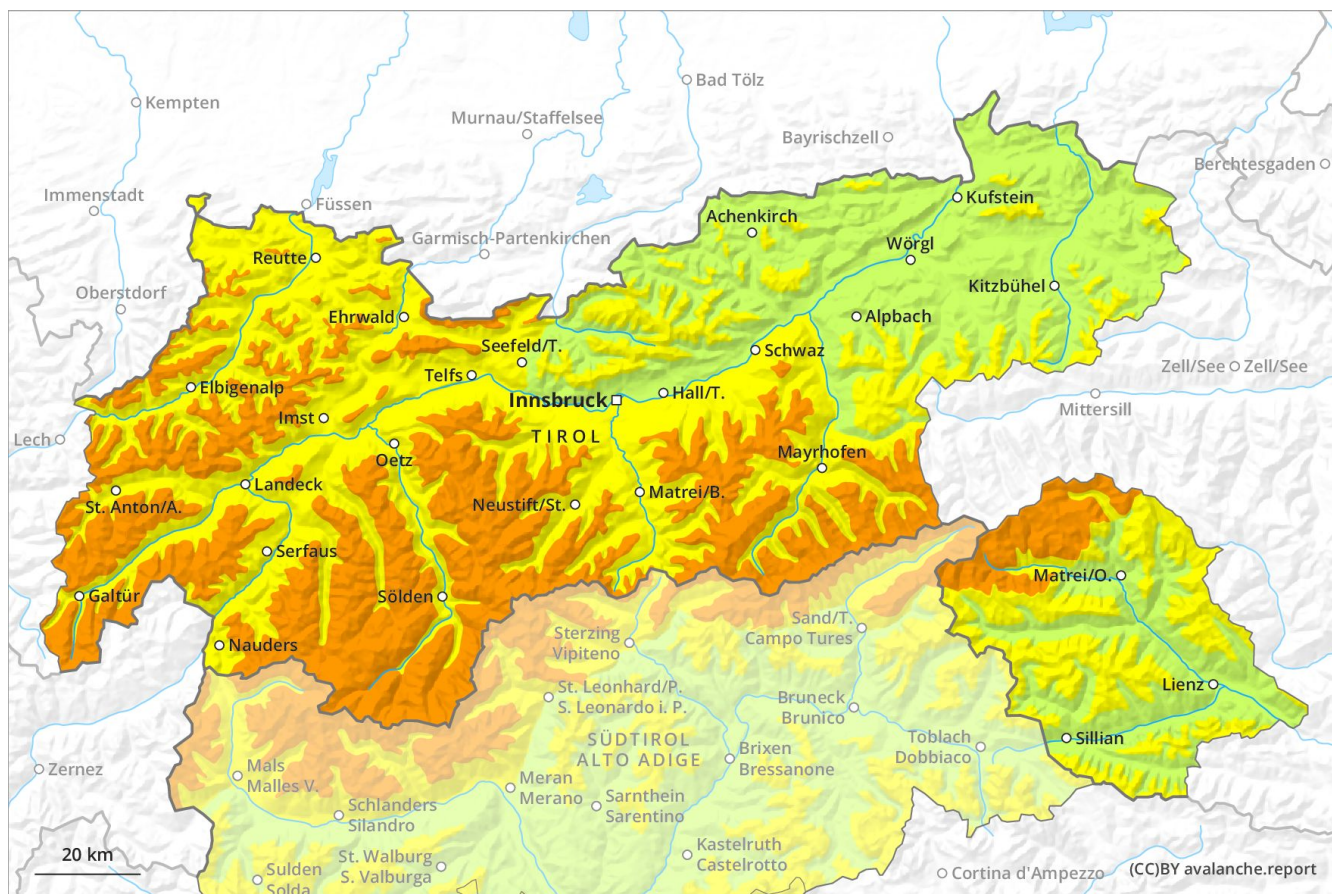 Kempten
Bad Tölz
Murnau/Staffelsee
Bayrischzell
Berchtesgaden
Immenstadt
Füssen
Kufstein
Achenkirch
Garmisch-Partenkirchen
Wörgl
Reutte
Oberstdorf
Kitzbühel
Ehrwald
Alpbach
Seefeld/T.
Schwaz
Telfs
Zell/See
Zell/See
Elbigenalp
Hall/T.
Innsbruck
Mittersill
Imst
Lech
TIROL
Mayrhofen
Oetz
Landeck
Matrei/B.
St. Anton/A.
Neustift/St.
Serfaus
Matrei/O.
Galtür
Sölden
Sand/T.
Campo Tures
Sterzing
Vipiteno
Nauders
Lienz
St. Leonhard/P.
S. Leonardo i. P.
Bruneck
Brunico
Sillian
SÜDTIROL
ALTO ADIGE
Toblach
Dobbiaco
Brixen
Bressanone
Zernez
Mals
Malles V.
Meran
Merano
Sarnthein
Sarentino
Schlanders
Silandro
Kastelruth
Castelrotto
20 km
St. Walburg
S. Valburga
Sulden
Solda
Cortina d'Ampezzo
(CC)BY avalanche.report